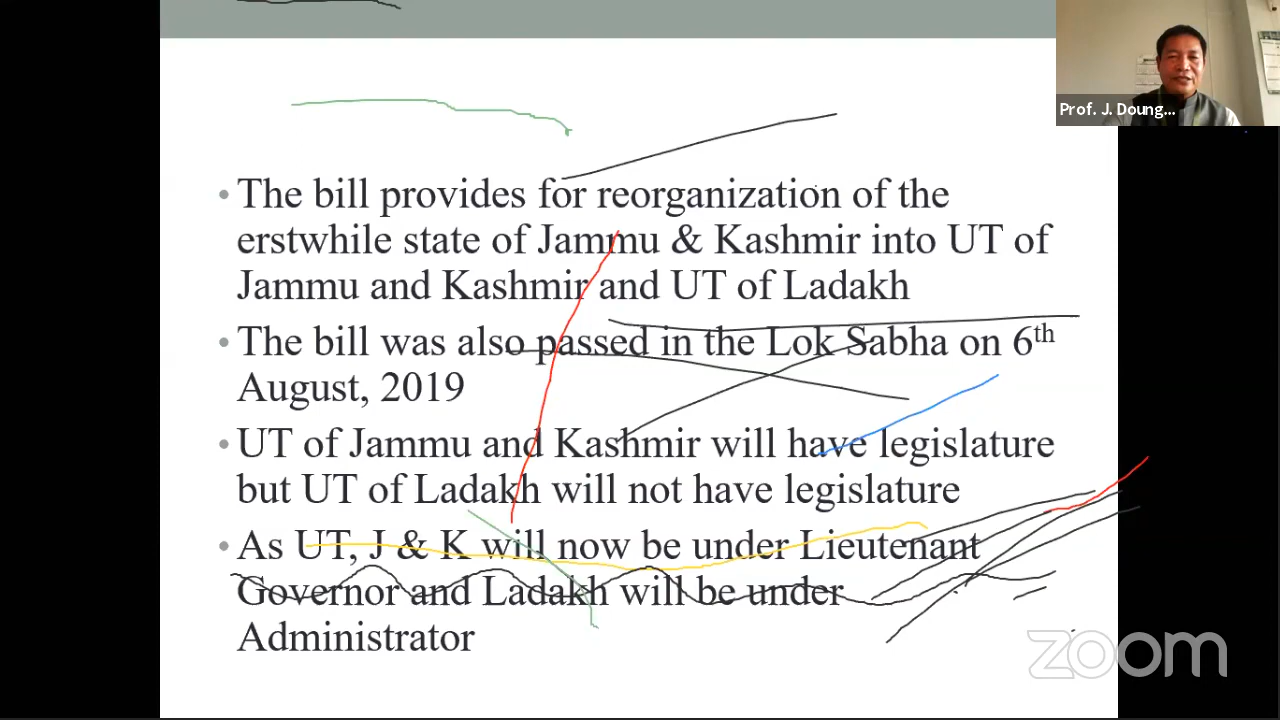 Prof. J. Doung...
• The bill provides for reorganization of the
erstwhile state of Jammu & Kashmir into UT of
Jammu and Kashmir and UT of Ladakh
• The bill was also passed in the Lok Sabha on 6th
August, 2019
• UT of Jammu and Kashmir will have legislature
but UT of Ladakh will not have legislature
• As UT, J & K will now be under Lieutenant
Governor and Ladakh will be under
Administrator
zoom